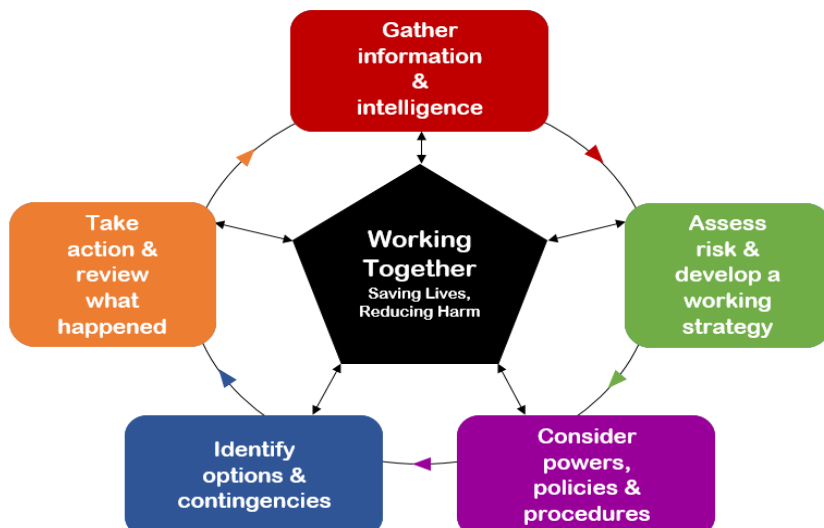 Gather
information
&
intelligence
Assess
risk &
develop a
working
strategy
Consider
powers,
policies &
procedures
Identify
options &
contingencies
Take
action &
review
what
happened
Working
Together
Saving Lives,
Reducing Harm